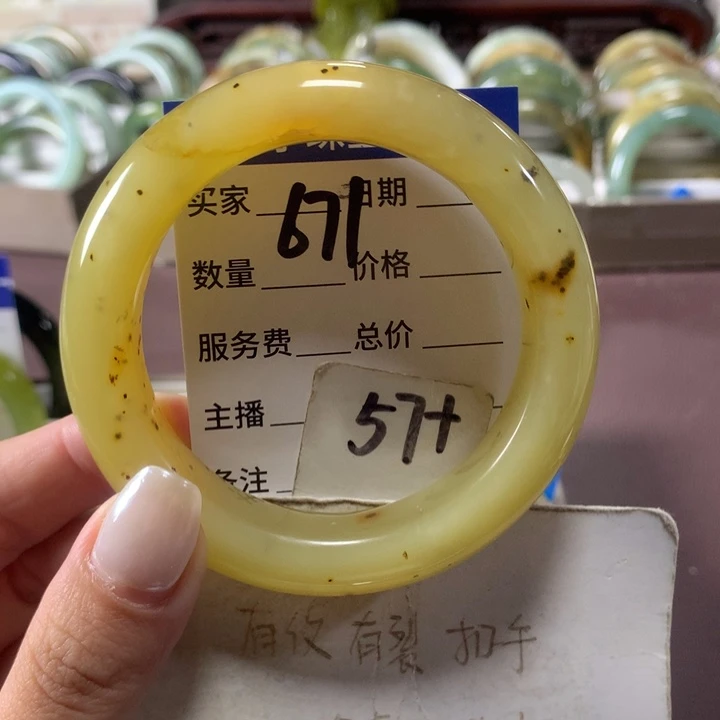 买家 671 日期
数量 价格
服务费 总价
主播
57+
备注
有纹 有裂 扣手